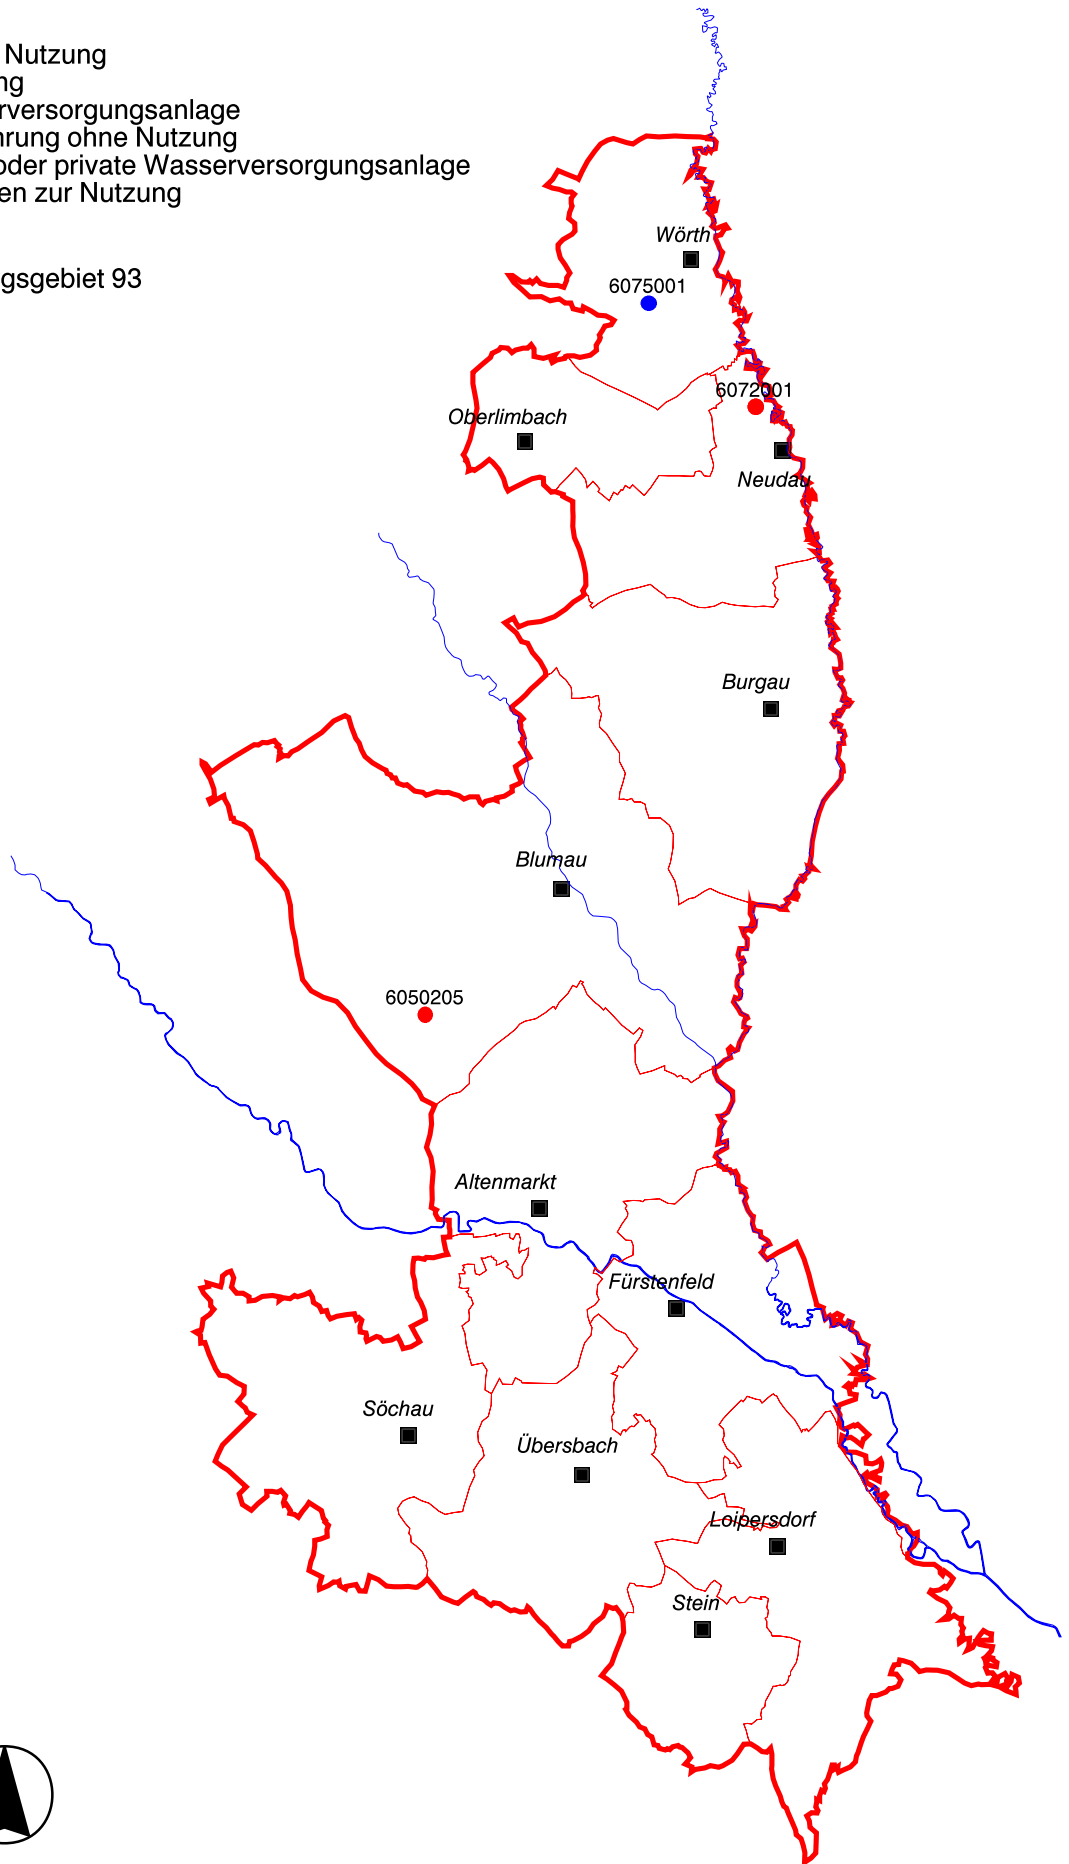 Nutzung
ng
rversorgungsanlage
hrung ohne Nutzung
oder private Wasserversorgungsanlage
en zur Nutzung
gsgebiet 93
Wörth
6075001
6072001
Oberlimbach
Neudau
Burgau
Blumau
6050205
Altenmarkt
Fürstenfeld
Söchau
Übersbach
Loipersdorf
Stein